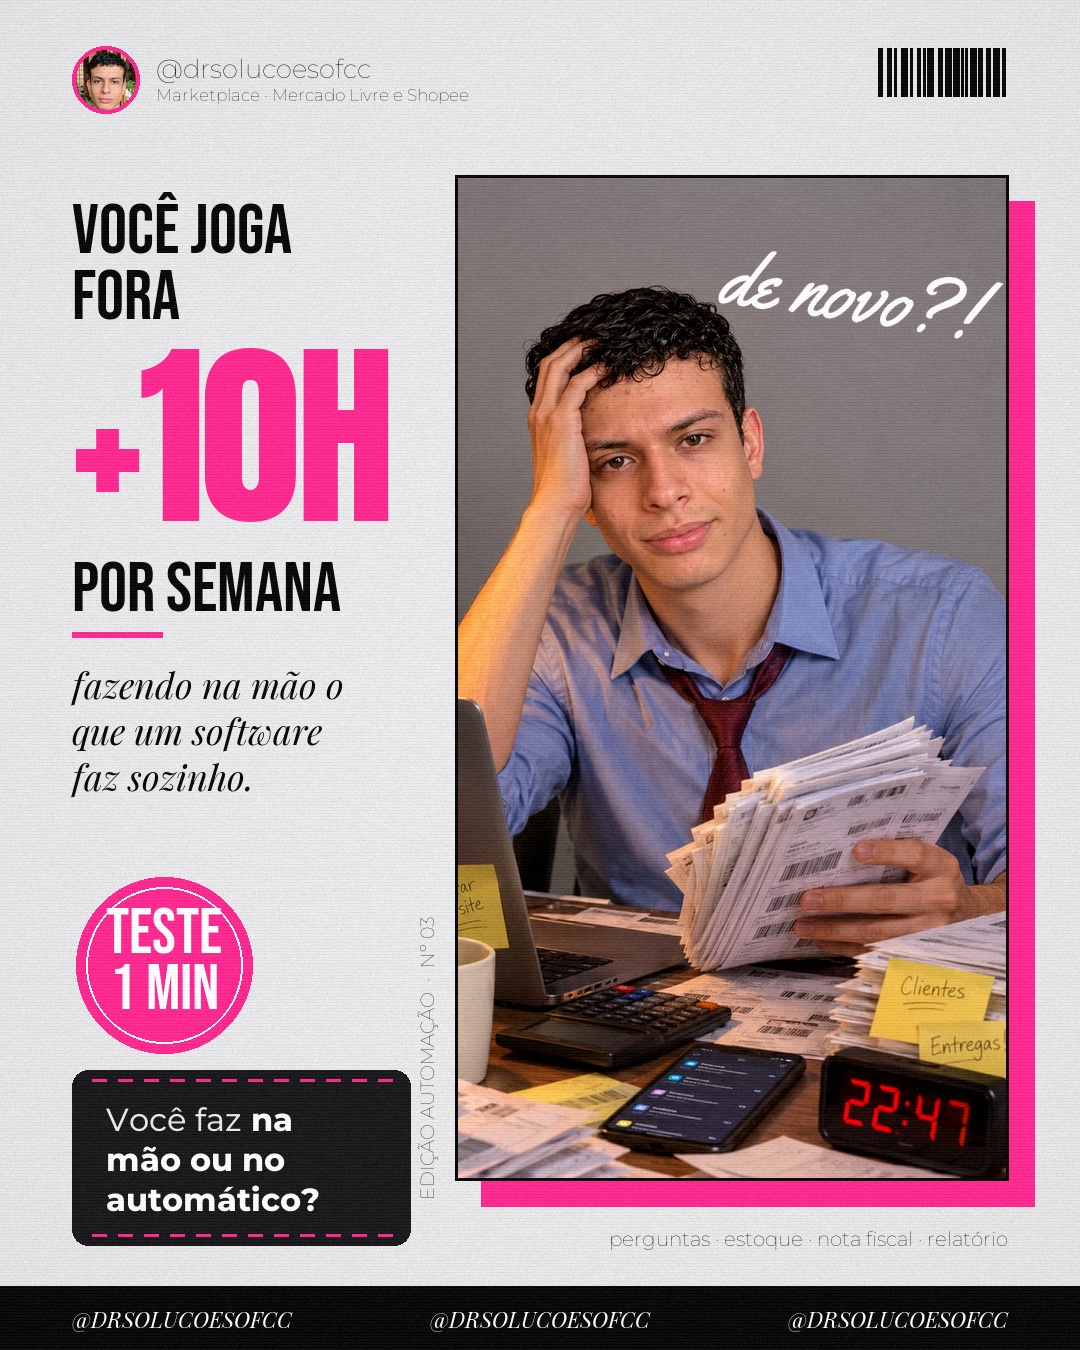 @drsolucoesofcc
Marketplace · Mercado Livre e Shopee
VOCÊ JOGA
FORA
+10H
POR SEMANA
fazendo na mão o
que um software
faz sozinho.
de novo?!
TESTE
1 MIN
Você faz na
mão ou no
automático?
EDIÇÃO AUTOMAÇÃO · Nº 03
ar
site
Clientes
Entregas!
22:47
perguntas · estoque · nota fiscal · relatório
@DRSOLUCOESOFCC
@DRSOLUCOESOFCC
@DRSOLUCOESOFCC